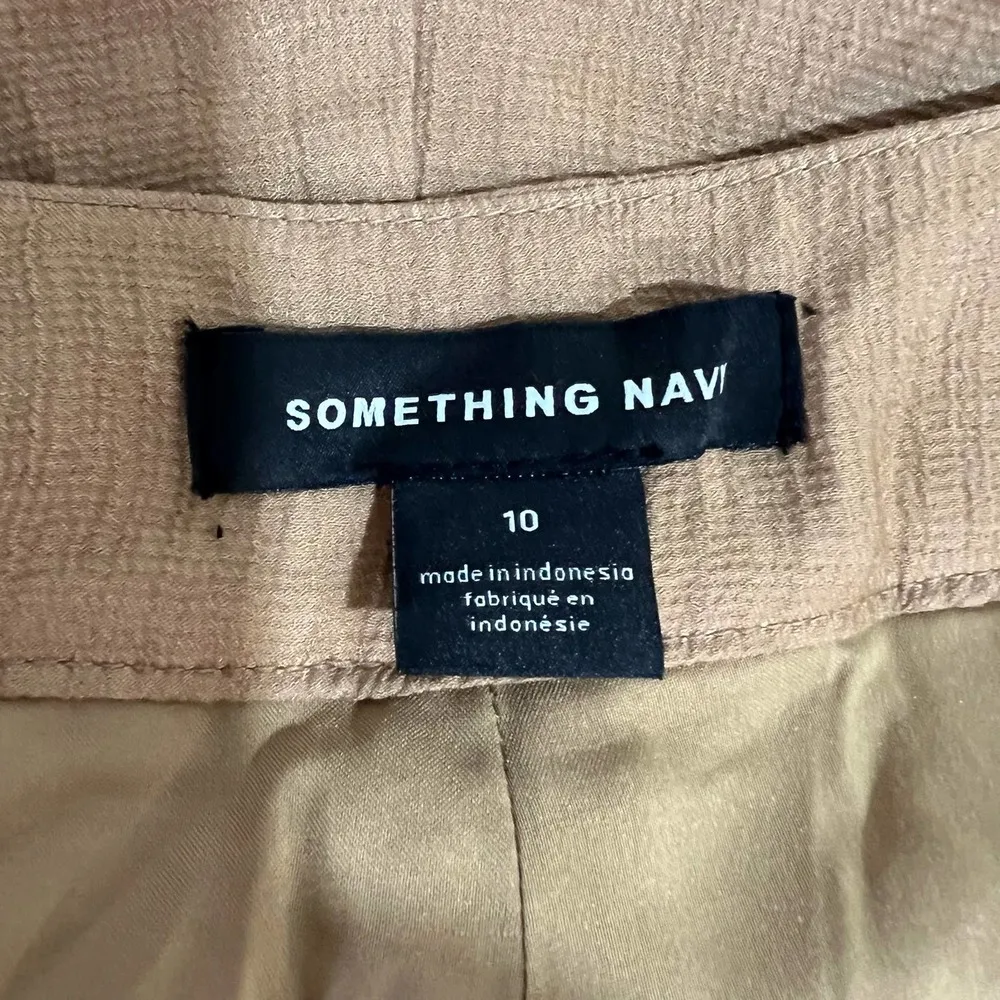 SOMETHING NAVY
10
made in indonesia
fabriqué en
indonésie